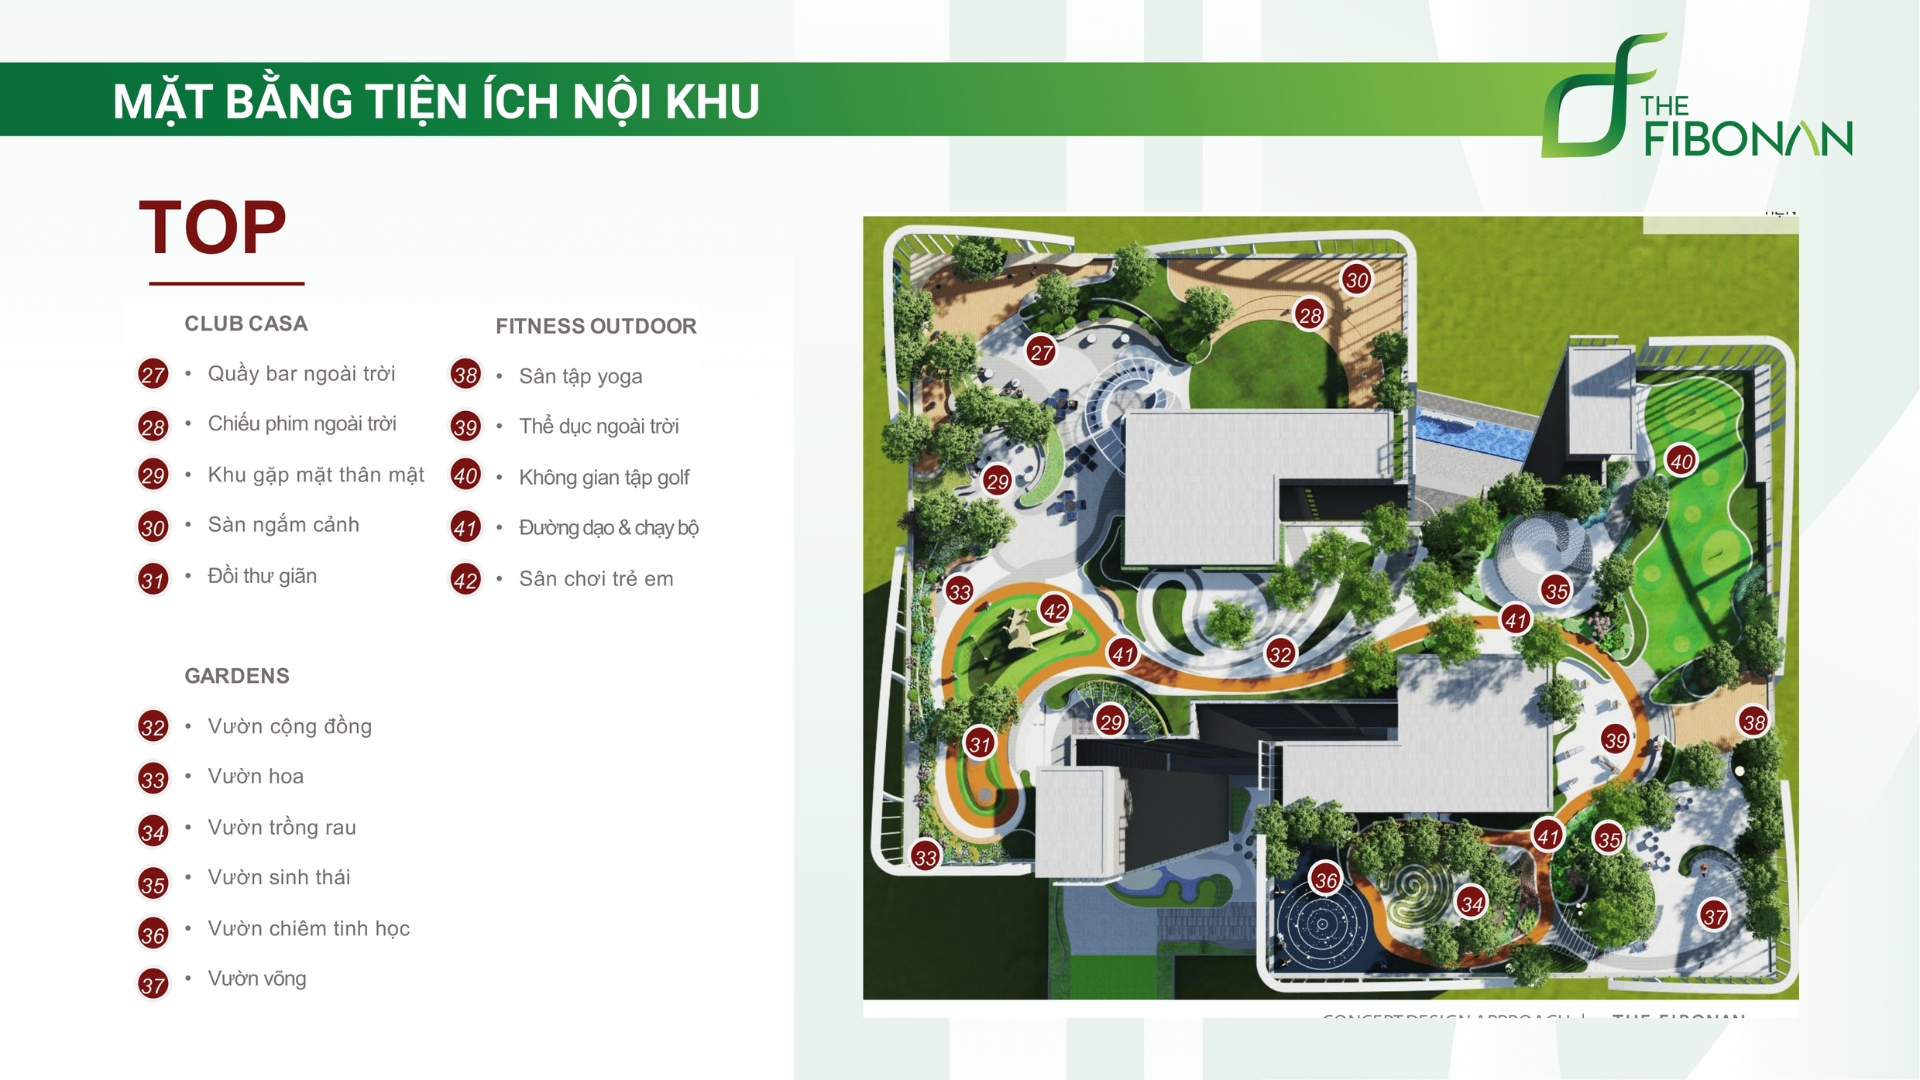 MẶT BẰNG TIỆN ÍCH NỘI KHU
THE
FIBONAN
TOP
CLUB CASA
27 • Quầy bar ngoài trời
28 • Chiếu phim ngoài trời
29 • Khu gặp mặt thân mật
30 • Sàn ngắm cảnh
31 • Đồi thư giãn
FITNESS OUTDOOR
38 • Sân tập yoga
39 • Thể dục ngoài trời
40 • Không gian tập golf
41 • Đường dạo & chạy bộ
42 • Sân chơi trẻ em
GARDENS
32 • Vườn cộng đồng
33 • Vườn hoa
34 • Vườn trồng rau
35 • Vườn sinh thái
36 • Vườn chiêm tinh học
37 • Vườn võng
30
28
27
40
29
35
33
42
41
41
32
29
38
31
39
41
35
33
36
34
37
CONCEPT DESIGN APPROACH | THE FIBONAN